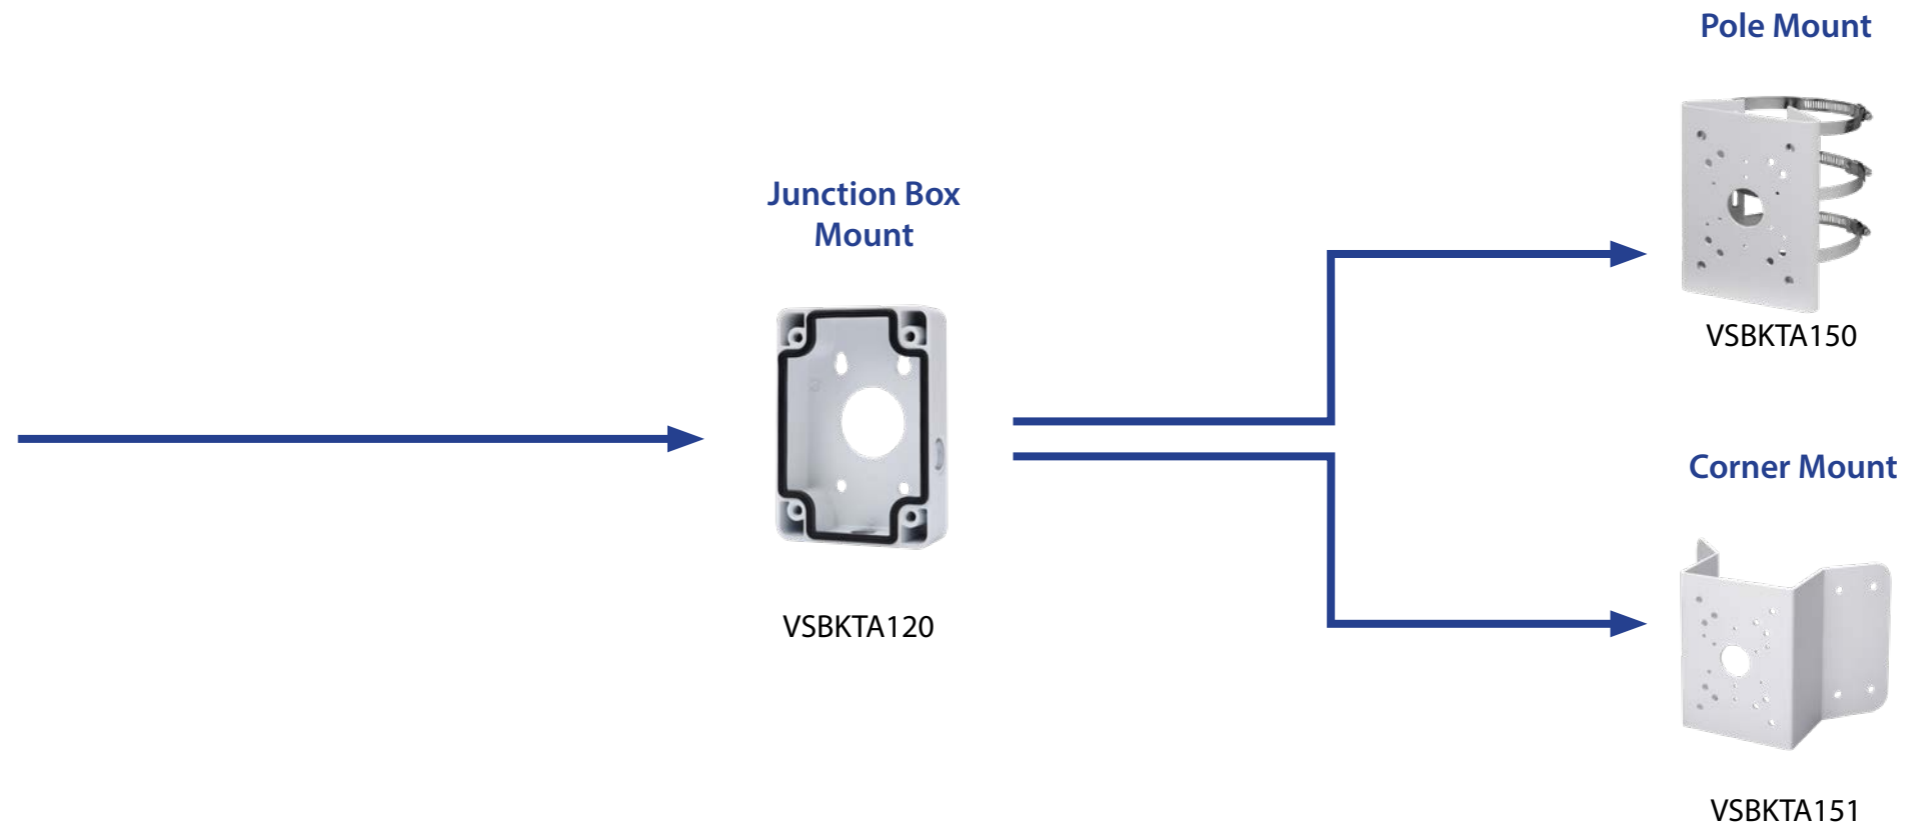 Pole Mount
Junction Box
Mount
VSBKTA150
Corner Mount
VSBKTA120
VSBKTA151